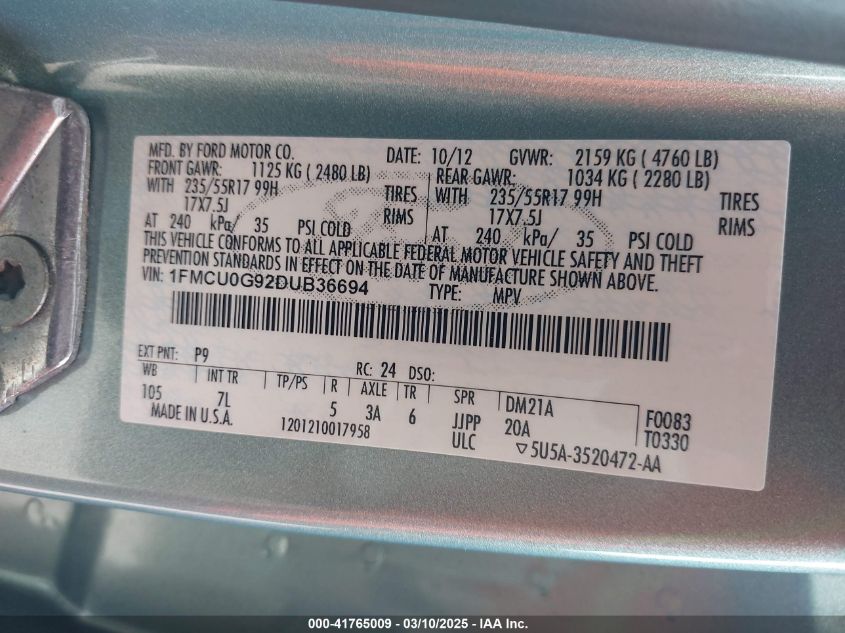 MFD. BY FORD MOTOR CO. DATE: 10/12 GVWR: 2159 KG ( 4760 LB)
FRONT GAWR: 1125 KG ( 2480 LB) REAR GAWR: 1034 KG ( 2280 LB)
WITH 235/55R17 99H TIRES WITH 235/55R17 99H TIRES
17X7.5J RIMS 17X7.5J RIMS
AT 240 kPa/ 35 PSI COLD AT 240 kPa/ 35 PSI COLD
THIS VEHICLE CONFORMS TO ALL APPLICABLE FEDERAL MOTOR VEHICLE SAFETY AND THEFT
PREVENTION STANDARDS IN EFFECT ON THE DATE OF MANUFACTURE SHOWN ABOVE.
VIN: 1FMCU0G92DUB36694 TYPE: MPV
EXT PNT: P9 RC: 24 DSO:
WB INT TR TP/PS R AXLE TR SPR DM21A F0083
105 7L 5 3A 6 JJPP 20A T0330
MADE IN U.S.A. 1201210017958 ULC ▽5U5A-3520472-AA
000-41765009 - 03/10/2025 - IAA Inc.